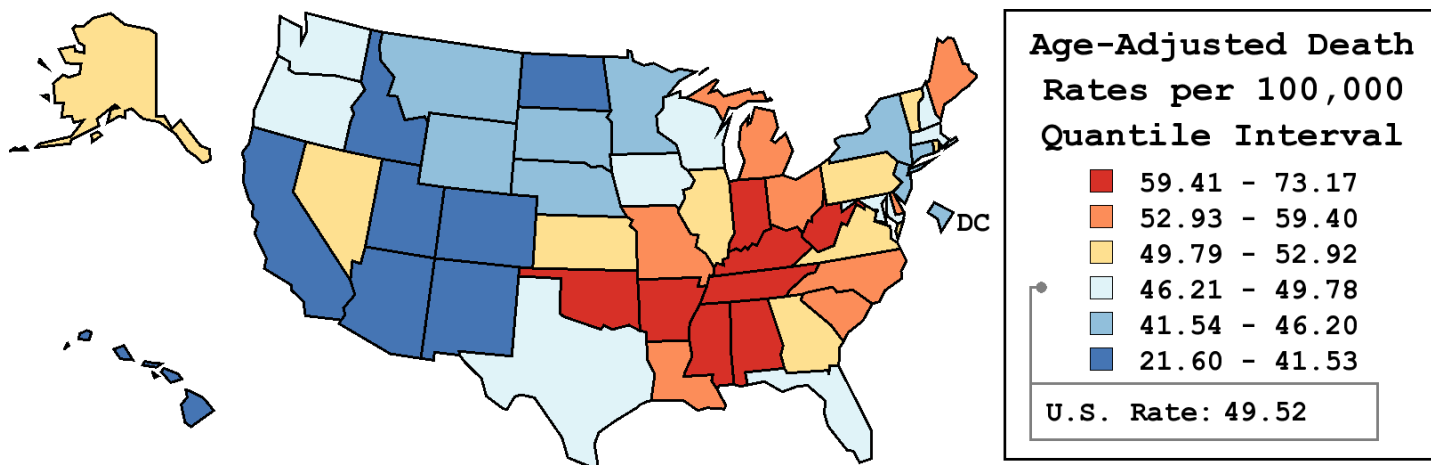 Age-Adjusted Death
Rates per 100,000
Quantile Interval
59.41 - 73.17
52.93 - 59.40
49.79 - 52.92
DC
46.21 - 49.78
41.54 - 46.20
21.60 - 41.53
U.S. Rate: 49.52